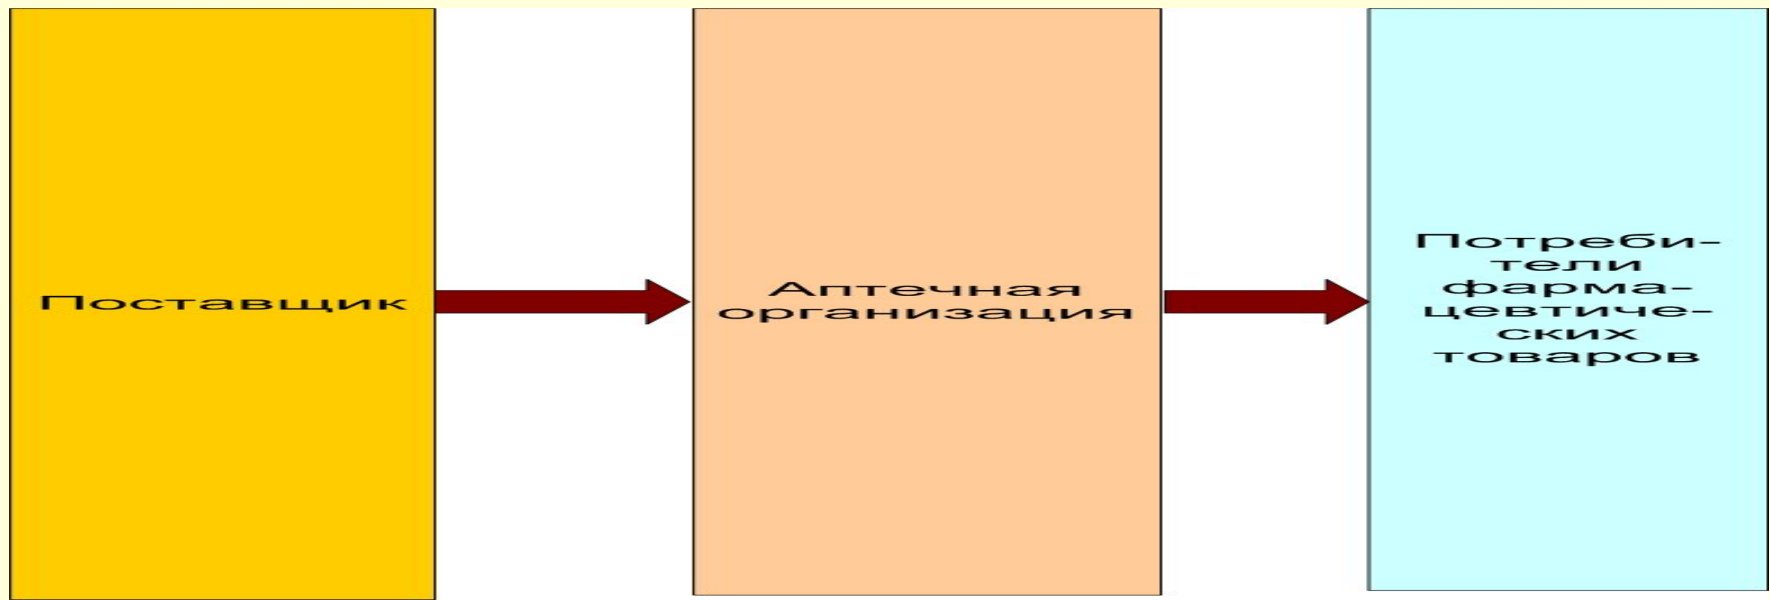 Поставщик
Аптечная
организация
Потреби-
тели
фарма-
цевтиче-
ских
товаров